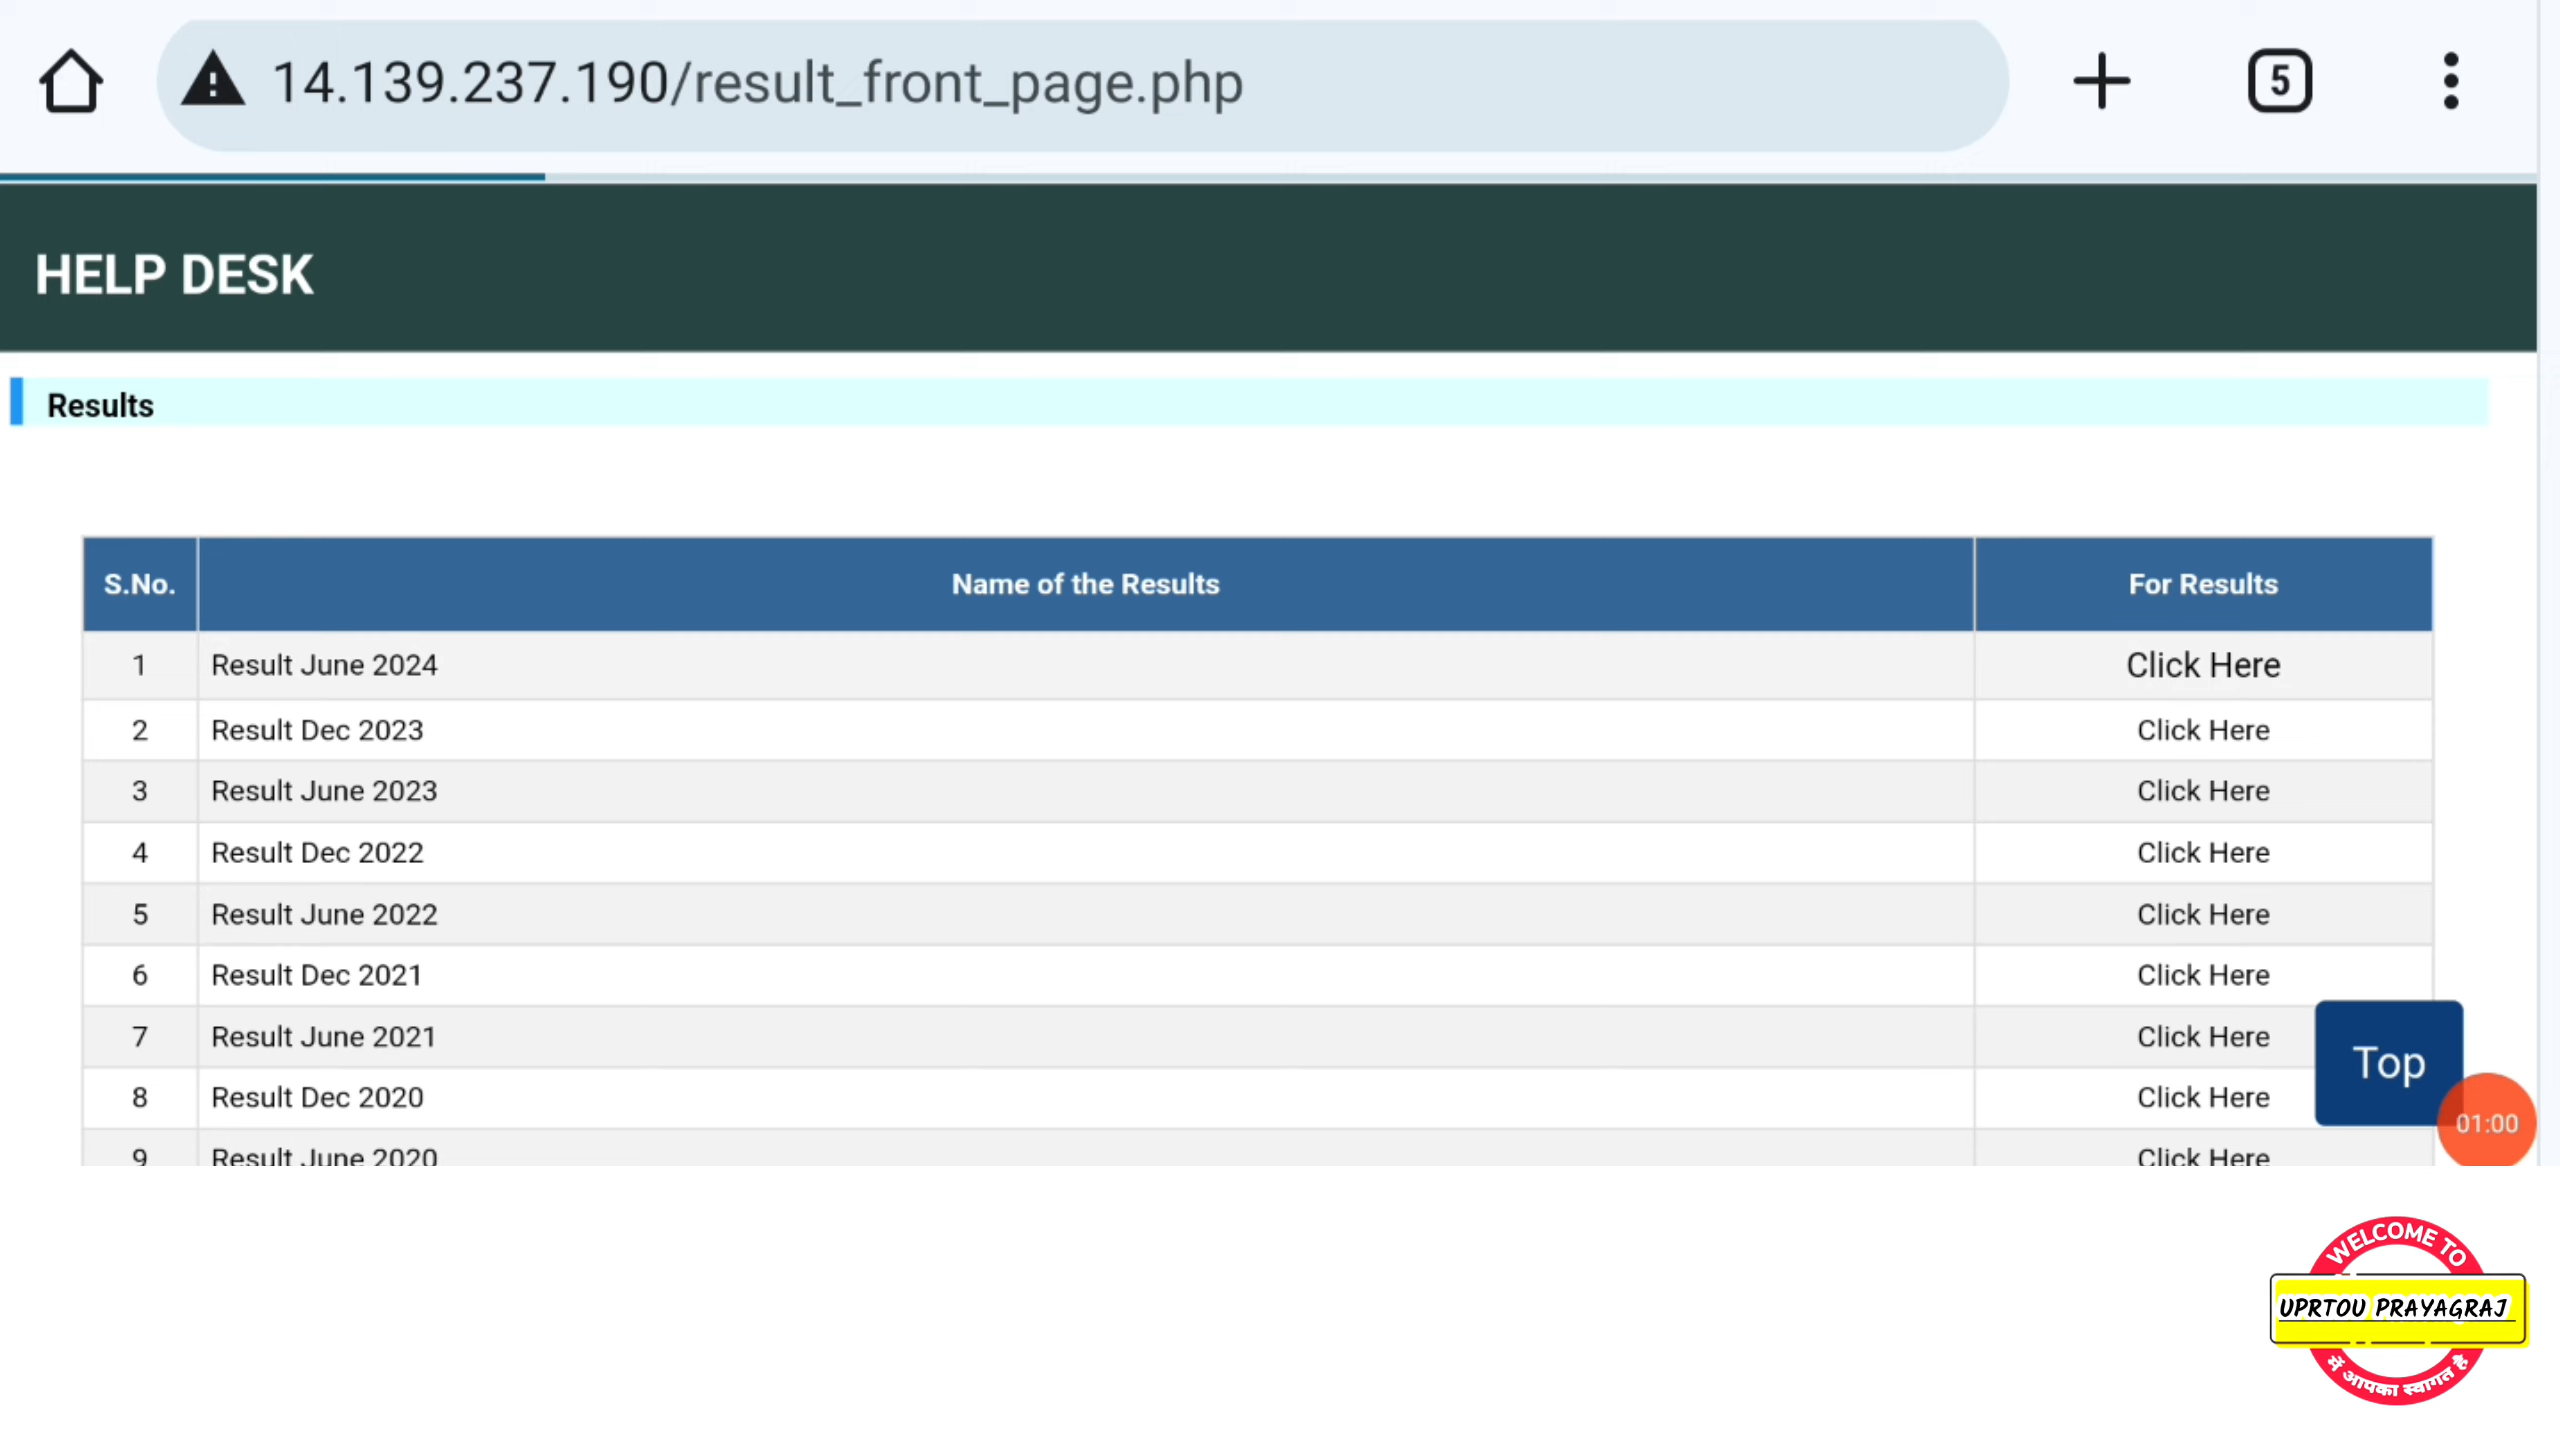 14.139.237.190/result_front_page.php
5
HELP DESK
Results
S.No. Name of the Results For Results
1 Result June 2024 Click Here
2 Result Dec 2023 Click Here
3 Result June 2023 Click Here
4 Result Dec 2022 Click Here
5 Result June 2022 Click Here
6 Result Dec 2021 Click Here
7 Result June 2021 Click Here
8 Result Dec 2020 Click Here
9 Result June 2020 Click Here
Top
01:00
WELCOME TO
UPRTOU PRAYAGRAJ
में आपका स्वागत है